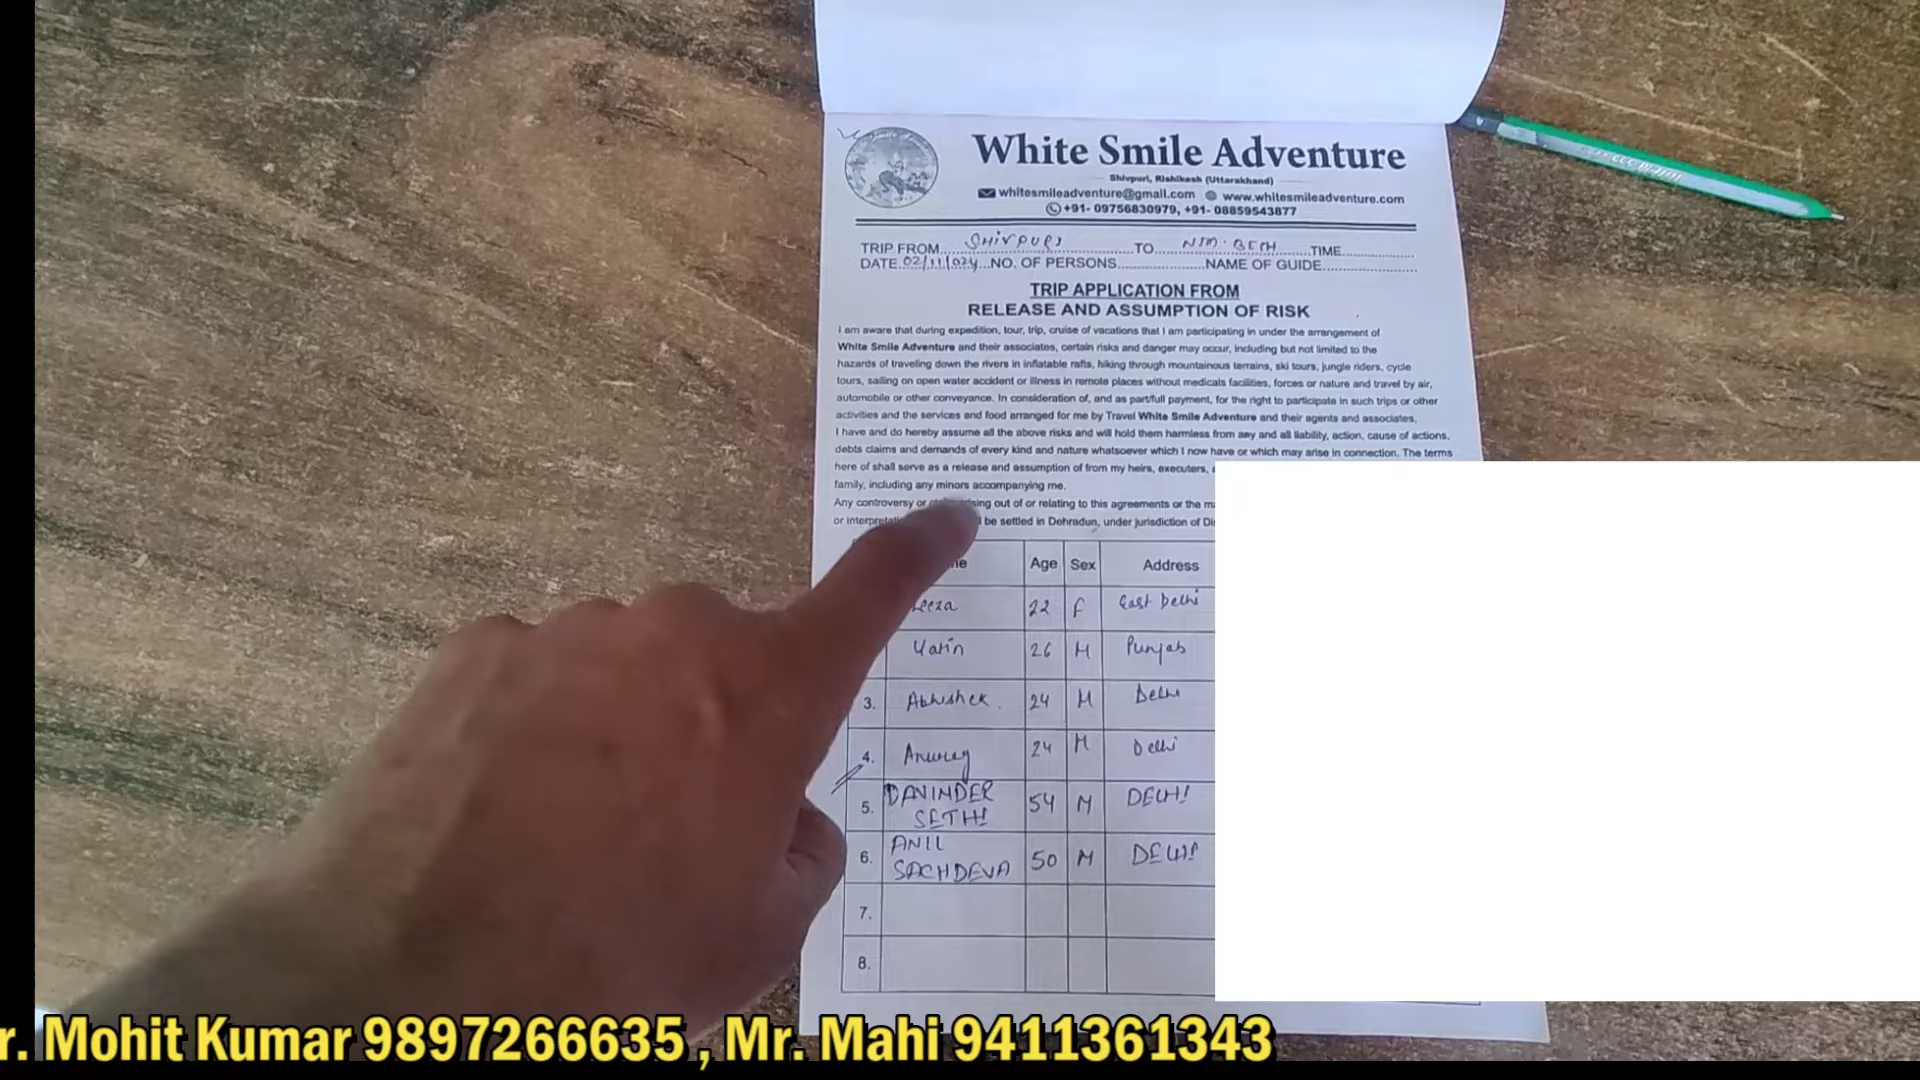 White Smile Adventure
Shivpuri, Rishikesh (Uttarakhand)
whitesmileadventure@gmail.com www.whitesmileadventure.com
+91- 09756830979, +91- 08859543877
TRIP FROM SHIVPURI TO NIM. BECH TIME
DATE 02/11/024 NO. OF PERSONS NAME OF GUIDE
TRIP APPLICATION FROM
RELEASE AND ASSUMPTION OF RISK
I am aware that during expedition, tour, trip, cruise of vacations that I am participating in under the arrangement of
White Smile Adventure and their associates, certain risks and danger may occur, including but not limited to the
hazards of traveling down the rivers in inflatable rafts, hiking through mountainous terrains, ski tours, jungle riders, cycle
tours, sailing on open water accident or illness in remote places without medicals facilities, forces or nature and travel by air,
automobile or other conveyance. In consideration of, and as part/full payment, for the right to participate in such trips or other
activities and the services and food arranged for me by Travel White Smile Adventure and their agents and associates.
I have and do hereby assume all the above risks and will hold them harmless from any and all liability, action, cause of actions,
debts claims and demands of every kind and nature whatsoever which I now have or which may arise in connection. The terms
here of shall serve as a release and assumption of from my heirs, executers,
family, including any minors accompanying me.
Any controversy or out of or relating to this agreements or the
or be settled in Dehradun, under jurisdiction of
Age Sex Address
22 F East Delhi
26 M Punjab
3. Abhishek 24 M Delhi
4. Anurag 24 M Delhi
5. DAVINDER SETHI 54 M DELHI
6. ANIL SACHDEVA 50 M DELHI
7.
8.
r. Mohit Kumar 9897266635 , Mr. Mahi 9411361343